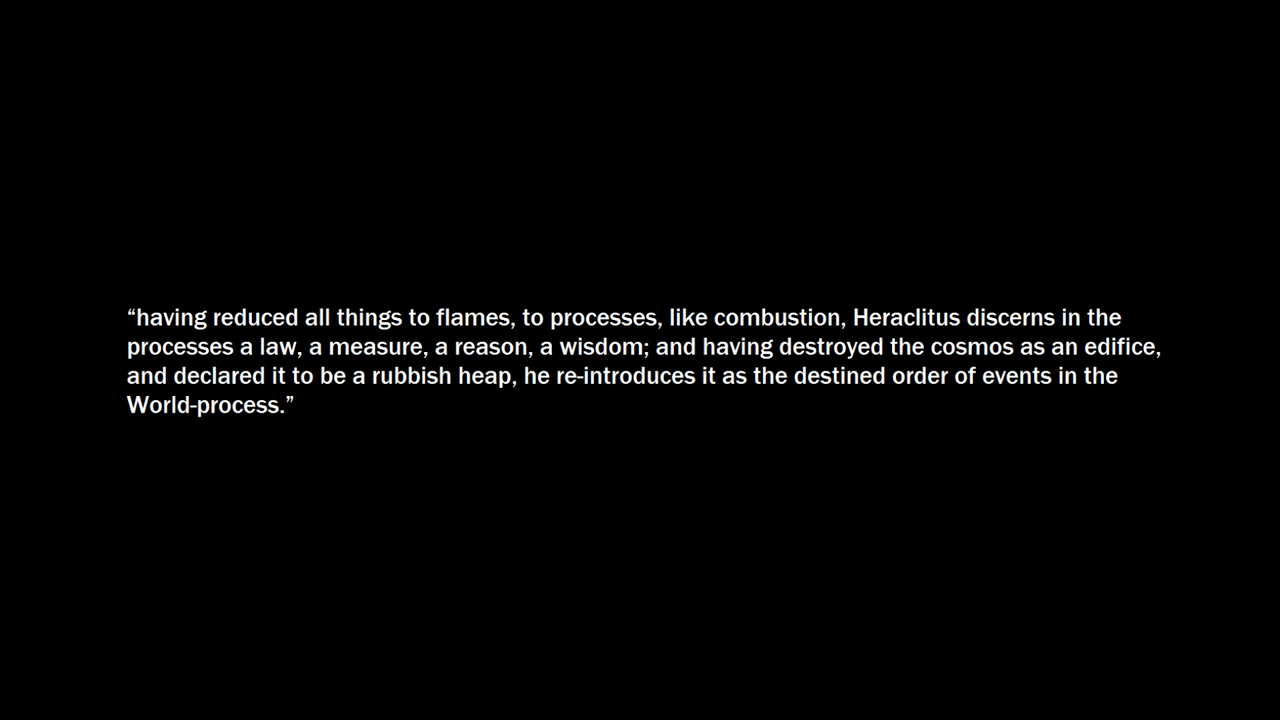 “having reduced all things to flames, to processes, like combustion, Heraclitus discerns in the
processes a law, a measure, a reason, a wisdom; and having destroyed the cosmos as an edifice,
and declared it to be a rubbish heap, he re-introduces it as the destined order of events in the
World-process.”